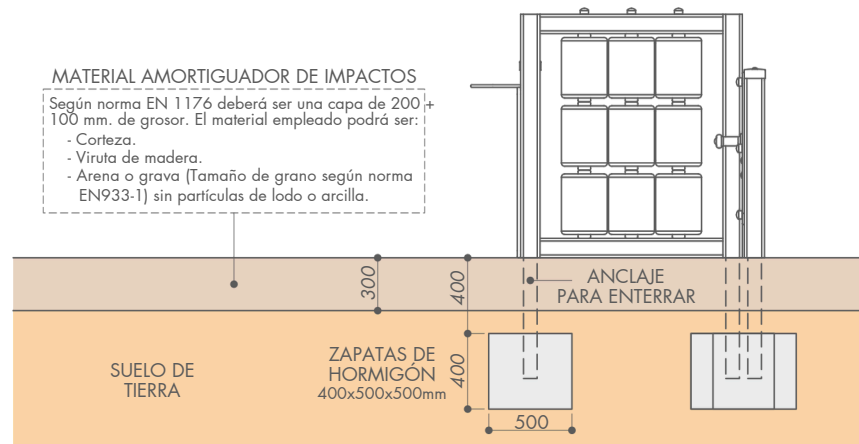 MATERIAL AMORTIGUADOR DE IMPACTOS
Según norma EN 1176 deberá ser una capa de 200 +
100 mm. de grosor. El material empleado podrá ser:
- Corteza.
- Viruta de madera.
- Arena o grava (Tamaño de grano según norma
EN933-1) sin partículas de lodo o arcilla.
300
400
ANCLAJE
PARA ENTERRAR
SUELO DE
TIERRA
ZAPATAS DE
HORMIGÓN
400x500x500mm
400
500